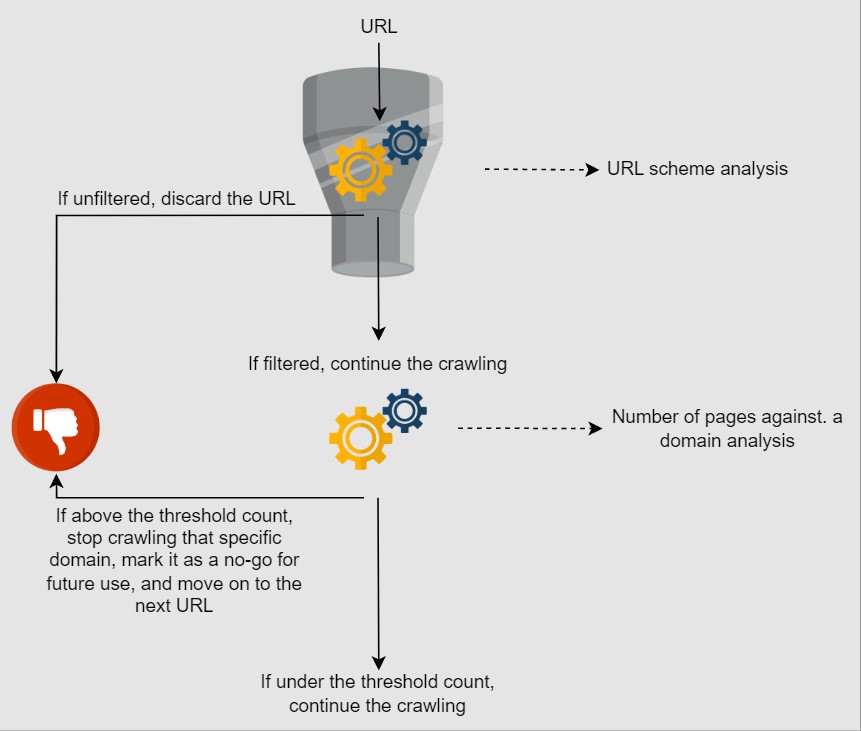 URL
URL scheme analysis
If unfiltered, discard the URL
If filtered, continue the crawling
Number of pages against. a
domain analysis
If above the threshold count,
stop crawling that specific
domain, mark it as a no-go for
future use, and move on to the
next URL
If under the threshold count,
continue the crawling